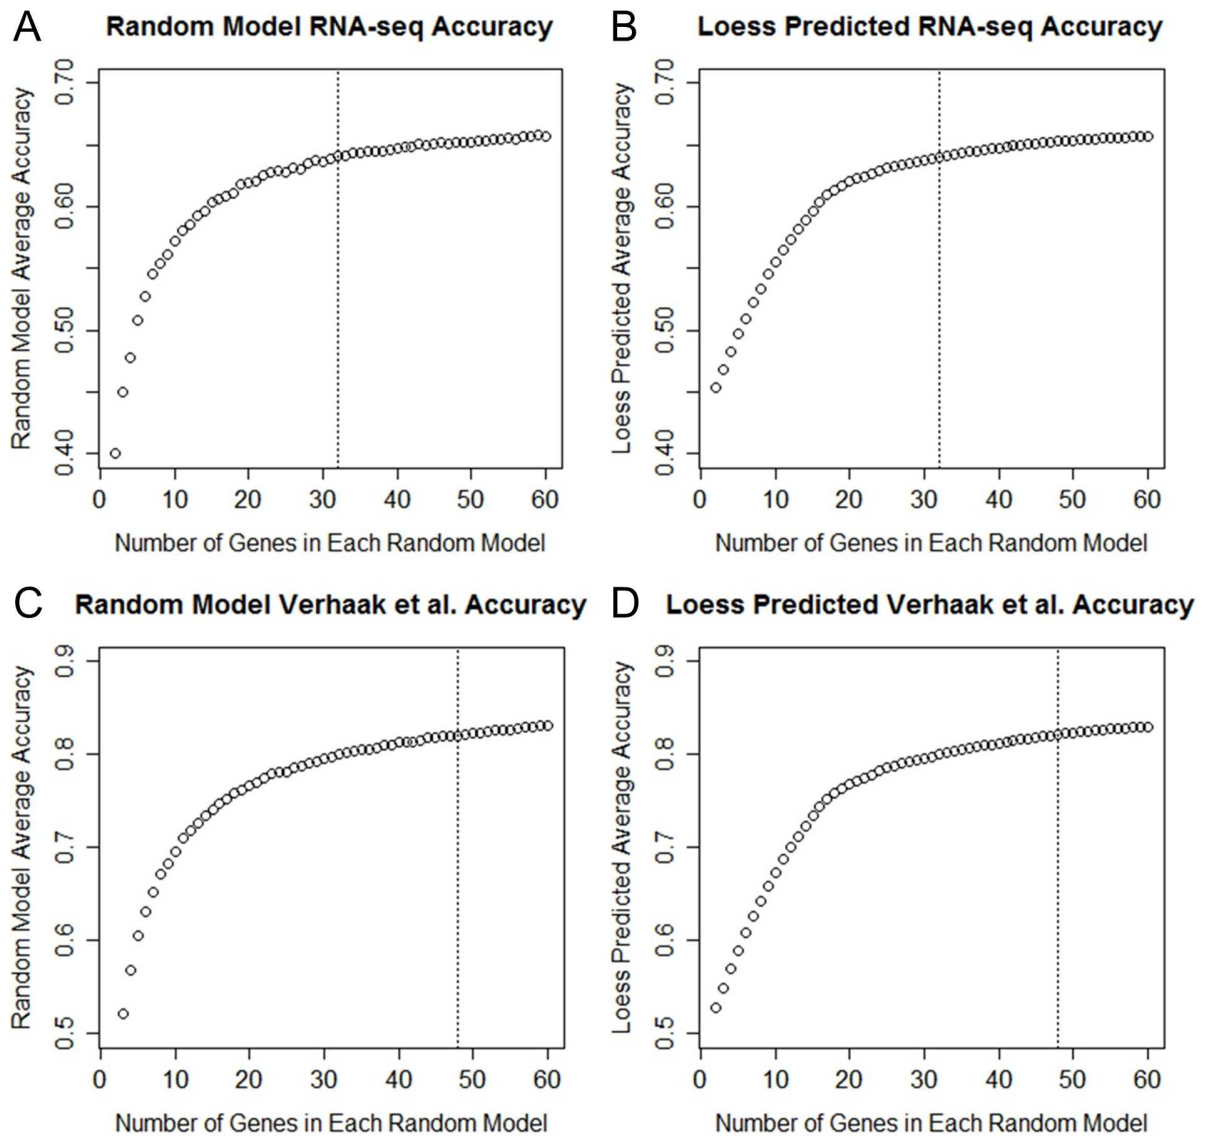 A Random Model RNA-seq Accuracy
Random Model Average Accuracy
0.70
0.60
0.50
0.40
0 10 20 30 40 50 60
Number of Genes in Each Random Model
B Loess Predicted RNA-seq Accuracy
Loess Predicted Average Accuracy
0.70
0.60
0.50
0.40
0 10 20 30 40 50 60
Number of Genes in Each Random Model
C Random Model Verhaak et al. Accuracy
Random Model Average Accuracy
0.9
0.8
0.7
0.6
0.5
0 10 20 30 40 50 60
Number of Genes in Each Random Model
D Loess Predicted Verhaak et al. Accuracy
Loess Predicted Average Accuracy
0.9
0.8
0.7
0.6
0.5
0 10 20 30 40 50 60
Number of Genes in Each Random Model